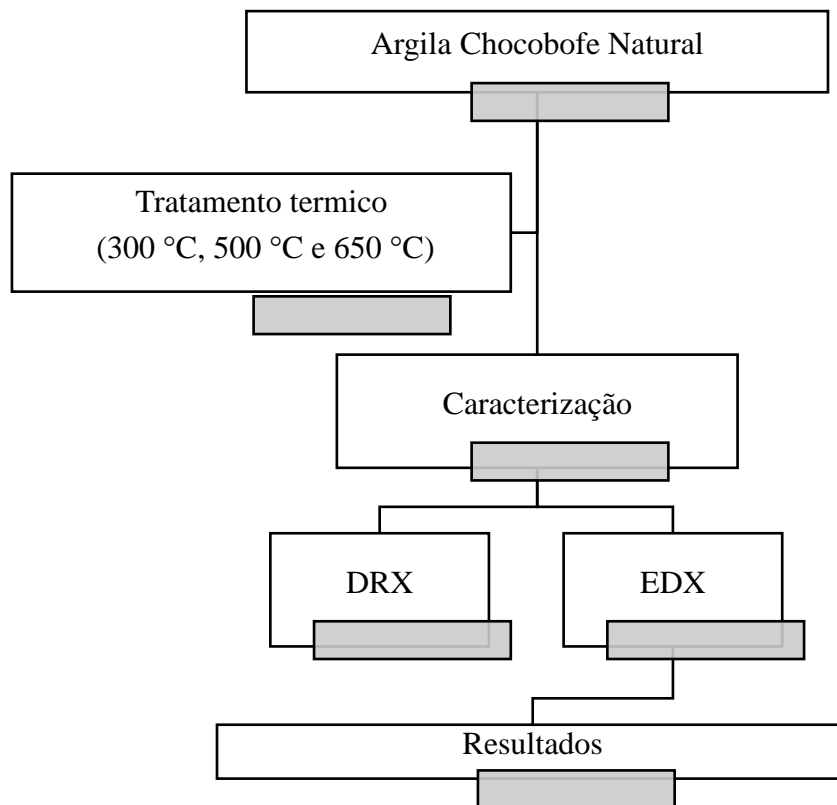 Argila Chocobofe Natural
Tratamento termico
(300 °C, 500 °C e 650 °C)
Caracterização
DRX
EDX
Resultados